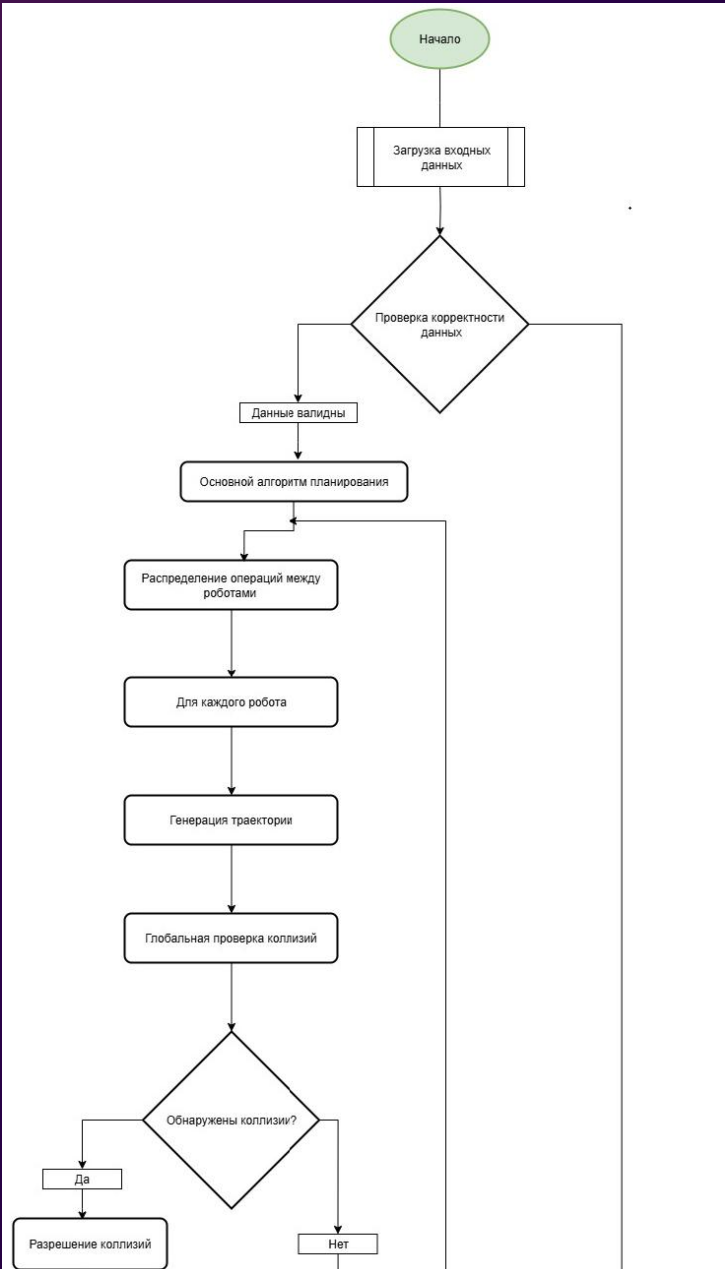 Начало
Загрузка входных
данных
Проверка корректности
данных
Данные валидны
Основной алгоритм планирования
Распределение операций между
роботами
Для каждого робота
Генерация траектории
Глобальная проверка коллизий
Обнаружены коллизии?
Да
Разрешение коллизий
Нет